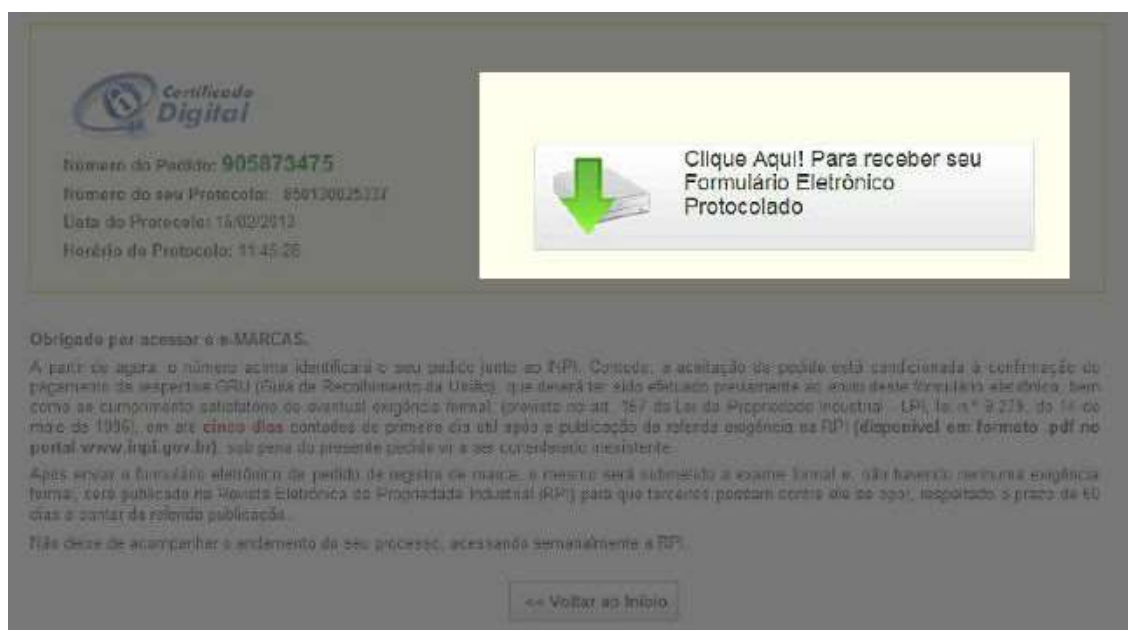 Certificado
Digital
Número do Pedido: 905873475
Número do seu Protocolo: 850130025337
Data do Protocolo: 15/02/2013
Horário do Protocolo: 11:45:26
Clique Aqui! Para receber seu
Formulário Eletrônico
Protocolado
Obrigado por acessar o e-MARCAS.
A partir de agora, o número acima identificará o seu pedido junto ao INPI. Contudo, a aceitação do pedido está condicionada à confirmação do
pagamento da respectiva GRU (Guia de Recolhimento da União), que deverá ter sido efetuado previamente ao envio deste formulário eletrônico, bem
como ao cumprimento satisfatório de eventual exigência formal, (prevista no art. 157 da Lei da Propriedade Industrial - LPI, lei n.º 9.279, de 14 de
maio de 1996), em até cinco dias contados do primeiro dia útil após a publicação da referida exigência na RPI (disponível em formato .pdf no
portal www.inpi.gov.br), sob pena do presente pedido vir a ser considerado inexistente.
Após enviar o formulário eletrônico de pedido de registro de marca, o mesmo será submetido a exame formal e, não havendo nenhuma exigência
formal, será publicado na Revista Eletrônica da Propriedade Industrial (RPI) para que terceiros possam contra ele se opor, respeitado o prazo de 60
dias a contar da referida publicação.
Não deixe de acompanhar o andamento do seu processo, acessando semanalmente a RPI.
<< Voltar ao Início